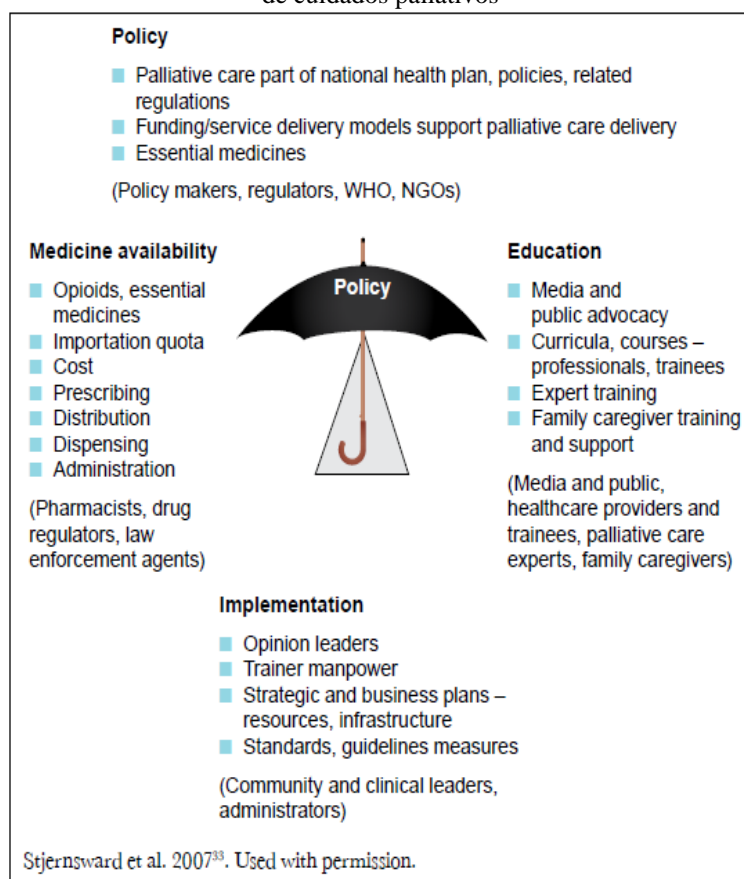 de cuidados paliativos
Policy
Palliative care part of national health plan, policies, related
regulations
Funding/service delivery models support palliative care delivery
Essential medicines
(Policy makers, regulators, WHO, NGOs)
Medicine availability
Opioids, essential
medicines
Importation quota
Cost
Prescribing
Distribution
Dispensing
Administration
(Pharmacists, drug
regulators, law
enforcement agents)
Policy
Education
Media and
public advocacy
Curricula, courses –
professionals, trainees
Expert training
Family caregiver training
and support
(Media and public,
healthcare providers and
trainees, palliative care
experts, family caregivers)
Implementation
Opinion leaders
Trainer manpower
Strategic and business plans –
resources, infrastructure
Standards, guidelines measures
(Community and clinical leaders,
administrators)
Stjernsward et al. 2007³³. Used with permission.